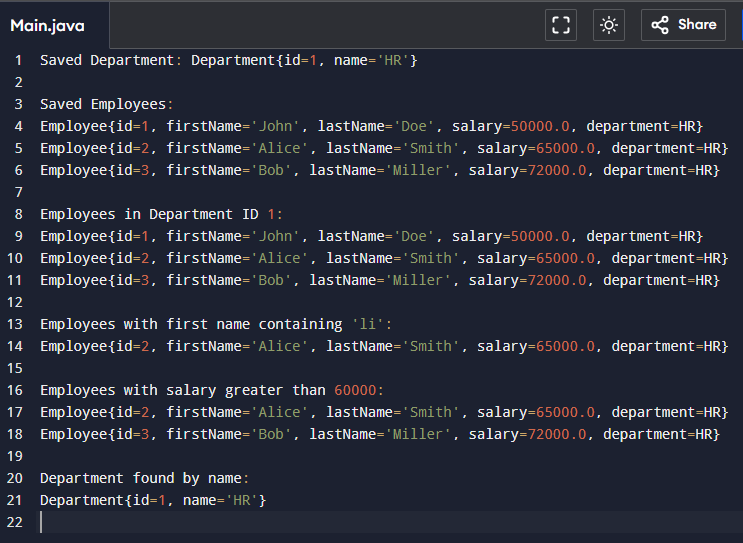 Main.java
Share
1 Saved Department: Department{id=1, name='HR'}
2
3 Saved Employees:
4 Employee{id=1, firstName='John', lastName='Doe', salary=50000.0, department=HR}
5 Employee{id=2, firstName='Alice', lastName='Smith', salary=65000.0, department=HR}
6 Employee{id=3, firstName='Bob', lastName='Miller', salary=72000.0, department=HR}
7
8 Employees in Department ID 1:
9 Employee{id=1, firstName='John', lastName='Doe', salary=50000.0, department=HR}
10 Employee{id=2, firstName='Alice', lastName='Smith', salary=65000.0, department=HR}
11 Employee{id=3, firstName='Bob', lastName='Miller', salary=72000.0, department=HR}
12
13 Employees with first name containing 'li':
14 Employee{id=2, firstName='Alice', lastName='Smith', salary=65000.0, department=HR}
15
16 Employees with salary greater than 60000:
17 Employee{id=2, firstName='Alice', lastName='Smith', salary=65000.0, department=HR}
18 Employee{id=3, firstName='Bob', lastName='Miller', salary=72000.0, department=HR}
19
20 Department found by name:
21 Department{id=1, name='HR'}
22